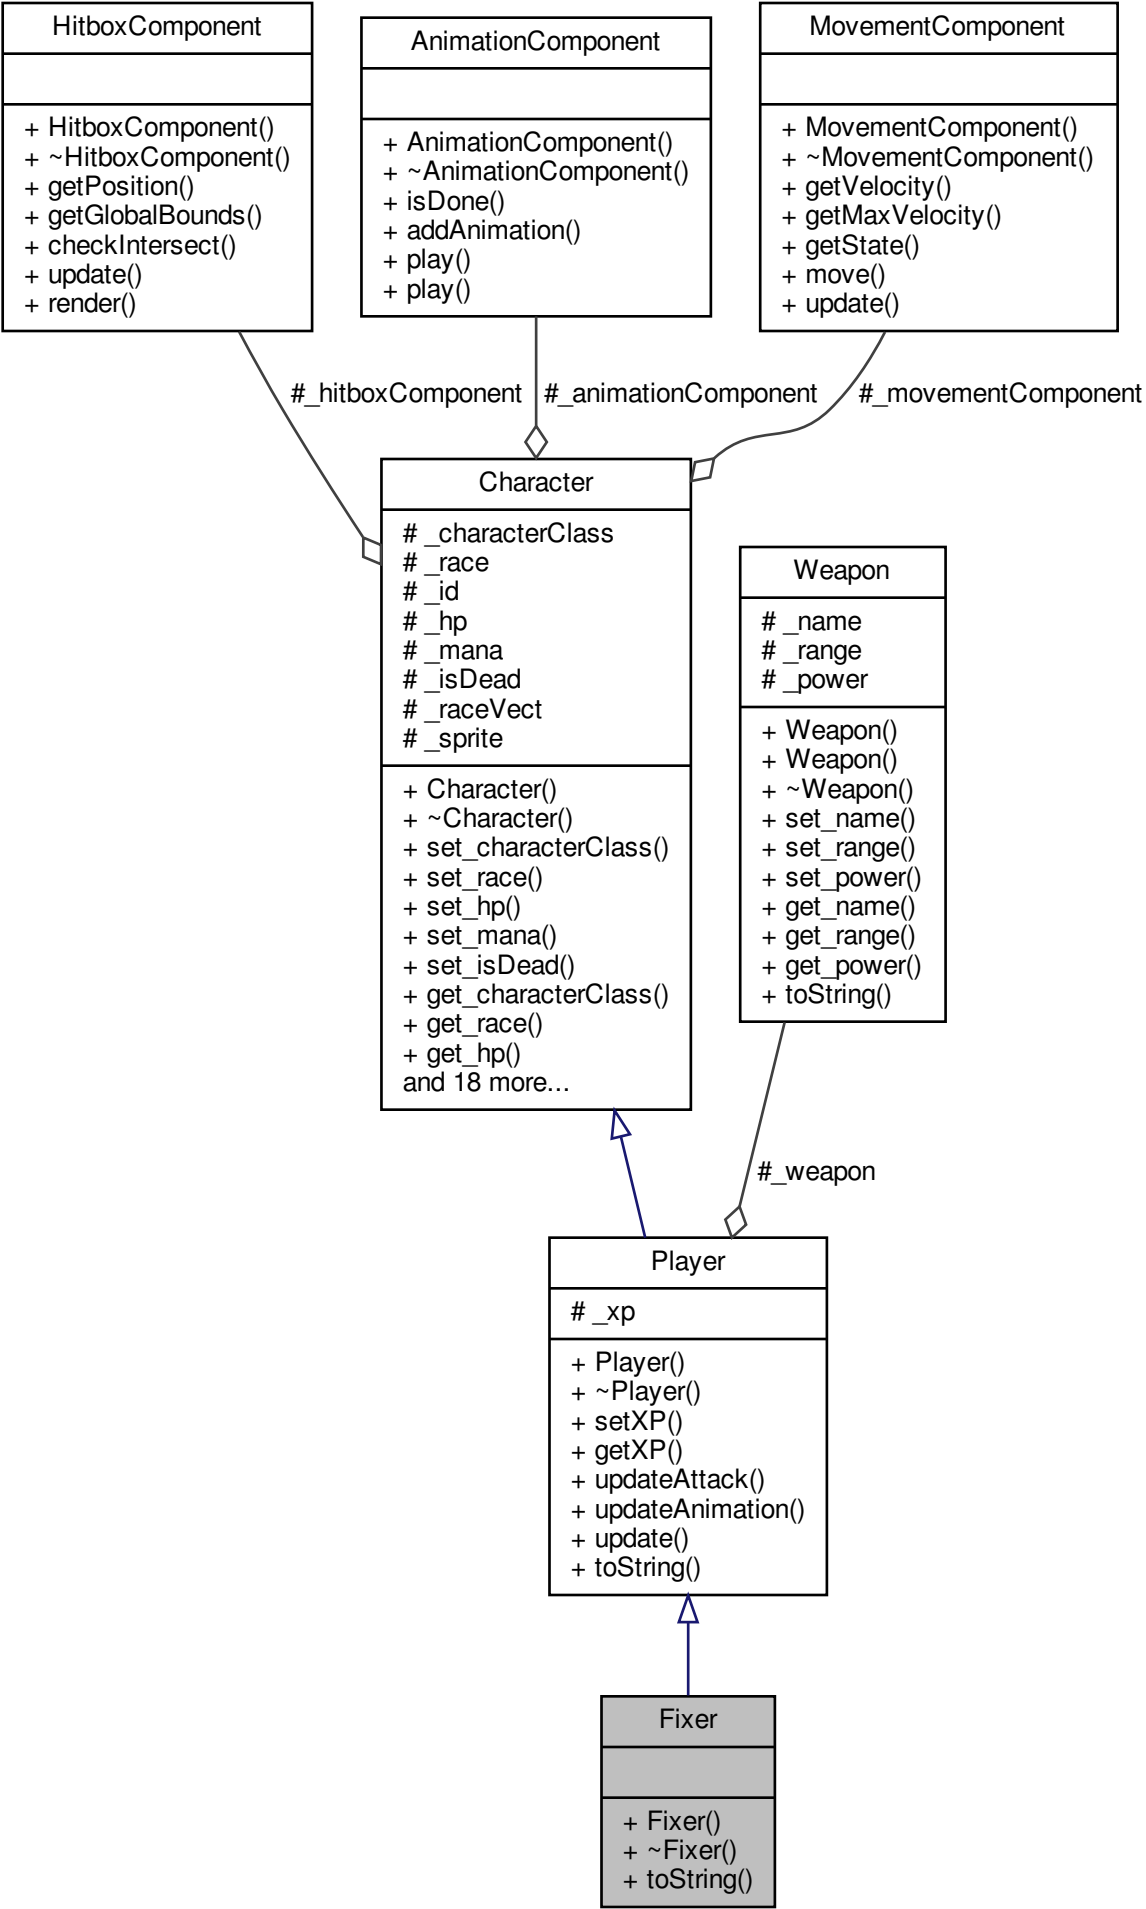 HitboxComponent
+ HitboxComponent()
+ ~HitboxComponent()
+ getPosition()
+ getGlobalBounds()
+ checkIntersect()
+ update()
+ render()
AnimationComponent
+ AnimationComponent()
+ ~AnimationComponent()
+ isDone()
+ addAnimation()
+ play()
+ play()
MovementComponent
+ MovementComponent()
+ ~MovementComponent()
+ getVelocity()
+ getMaxVelocity()
+ getState()
+ move()
+ update()
#_hitboxComponent
#_animationComponent
#_movementComponent
Character
# _characterClass
# _race
# _id
# _hp
# _mana
# _isDead
# _raceVect
# _sprite
+ Character()
+ ~Character()
+ set_characterClass()
+ set_race()
+ set_hp()
+ set_mana()
+ set_isDead()
+ get_characterClass()
+ get_race()
+ get_hp()
and 18 more...
Weapon
# _name
# _range
# _power
+ Weapon()
+ Weapon()
+ ~Weapon()
+ set_name()
+ set_range()
+ set_power()
+ get_name()
+ get_range()
+ get_power()
+ toString()
#_weapon
Player
# _xp
+ Player()
+ ~Player()
+ setXP()
+ getXP()
+ updateAttack()
+ updateAnimation()
+ update()
+ toString()
Fixer
+ Fixer()
+ ~Fixer()
+ toString()